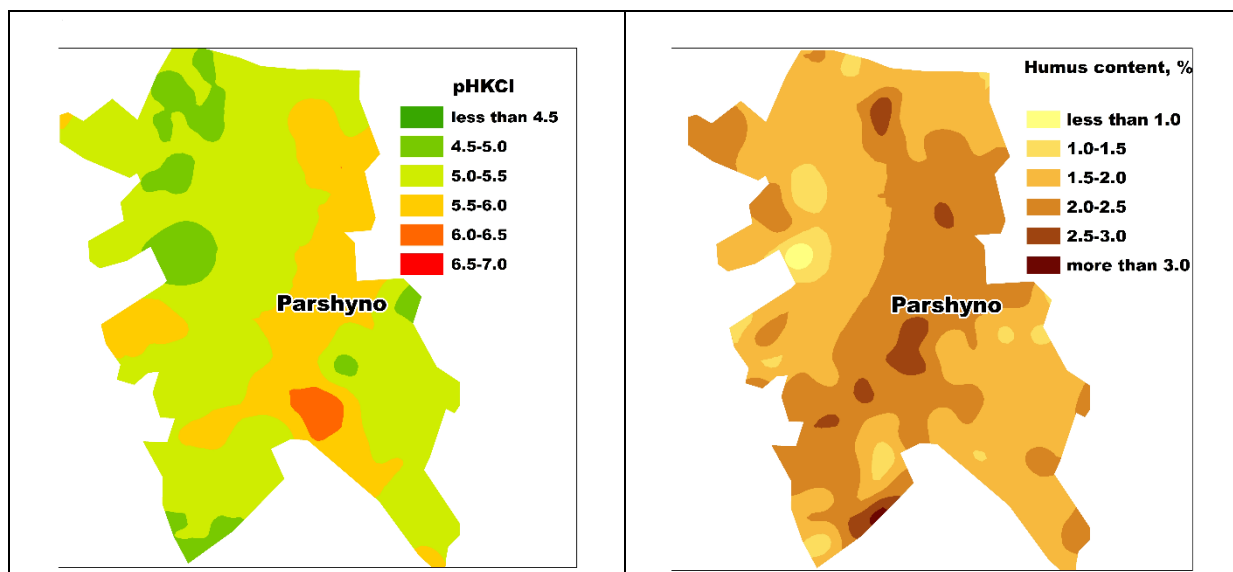 pHKCl
less than 4.5
4.5-5.0
5.0-5.5
5.5-6.0
6.0-6.5
6.5-7.0
Parshyno
Humus content, %
less than 1.0
1.0-1.5
1.5-2.0
2.0-2.5
2.5-3.0
more than 3.0
Parshyno